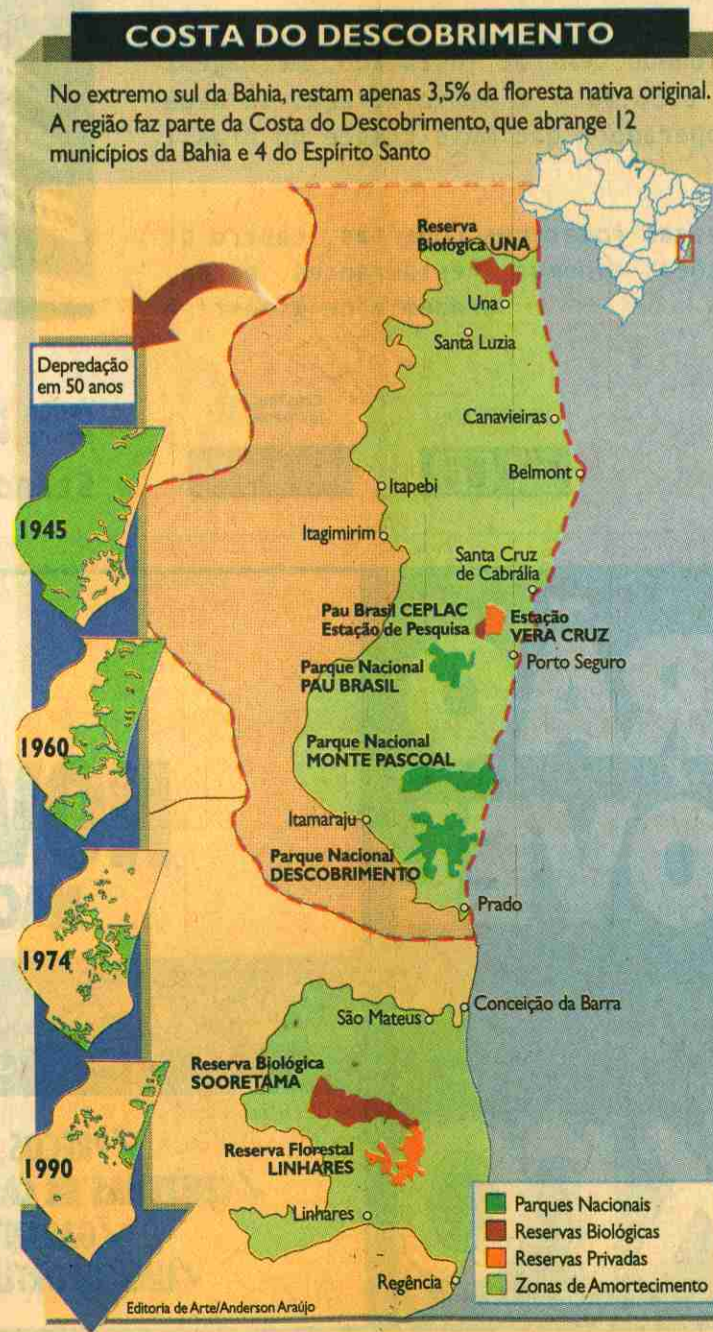 COSTA DO DESCOBRIMENTO
No extremo sul da Bahia, restam apenas 3,5% da floresta nativa original.
A região faz parte da Costa do Descobrimento, que abrange 12
municípios da Bahia e 4 do Espírito Santo
Reserva
Biológica UNA
Una
Santa Luzia
Depredação
em 50 anos
Canavieiras
Belmont
Itapebi
1945
Itagimirim
Santa Cruz
de Cabrália
Pau Brasil CEPLAC
Estação de Pesquisa
Estação
VERA CRUZ
Porto Seguro
Parque Nacional
PAU BRASIL
1960
Parque Nacional
MONTE PASCOAL
Itamaraju
Parque Nacional
DESCOBRIMENTO
Prado
1974
Conceição da Barra
São Mateus
Reserva Biológica
SOORETAMA
1990
Reserva Florestal
LINHARES
Linhares
Regência
Parques Nacionais
Reservas Biológicas
Reservas Privadas
Zonas de Amortecimento
Editoria de Arte/Anderson Araújo